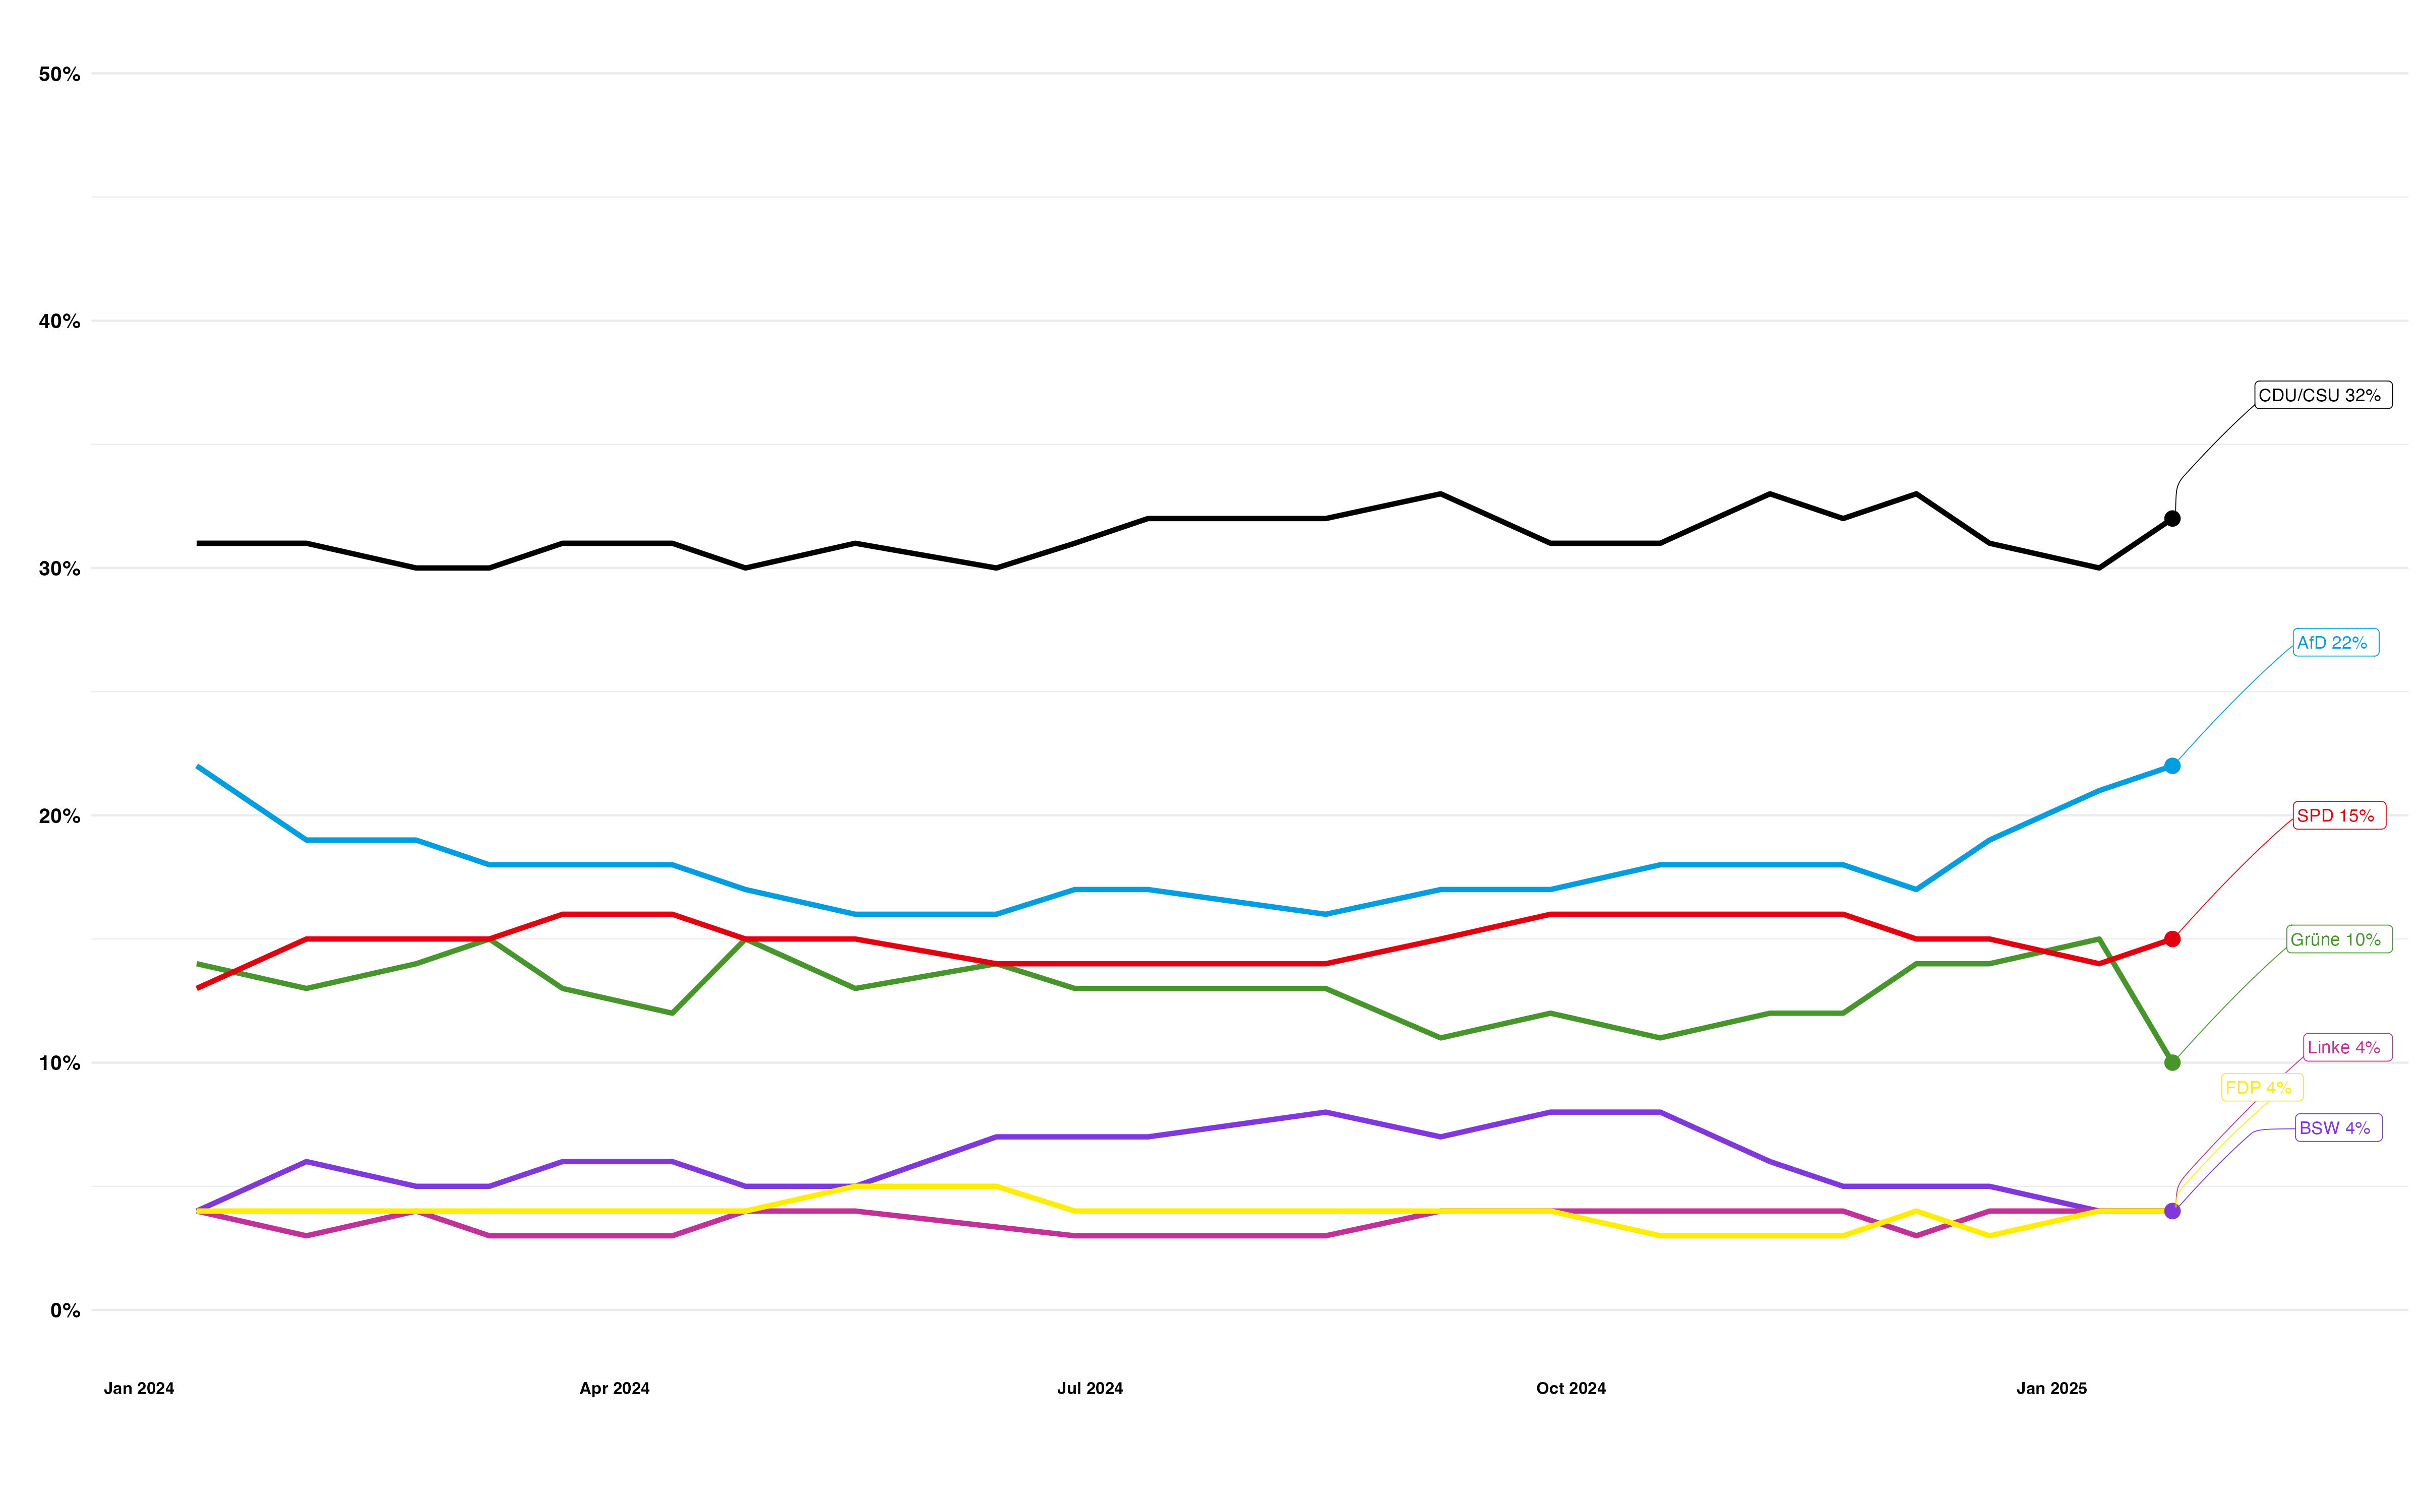 50%
40%
30%
20%
10%
0%
CDU/CSU 32%
AfD 22%
SPD 15%
Grüne 10%
Linke 4%
FDP 4%
BSW 4%
Jan 2024
Apr 2024
Jul 2024
Oct 2024
Jan 2025